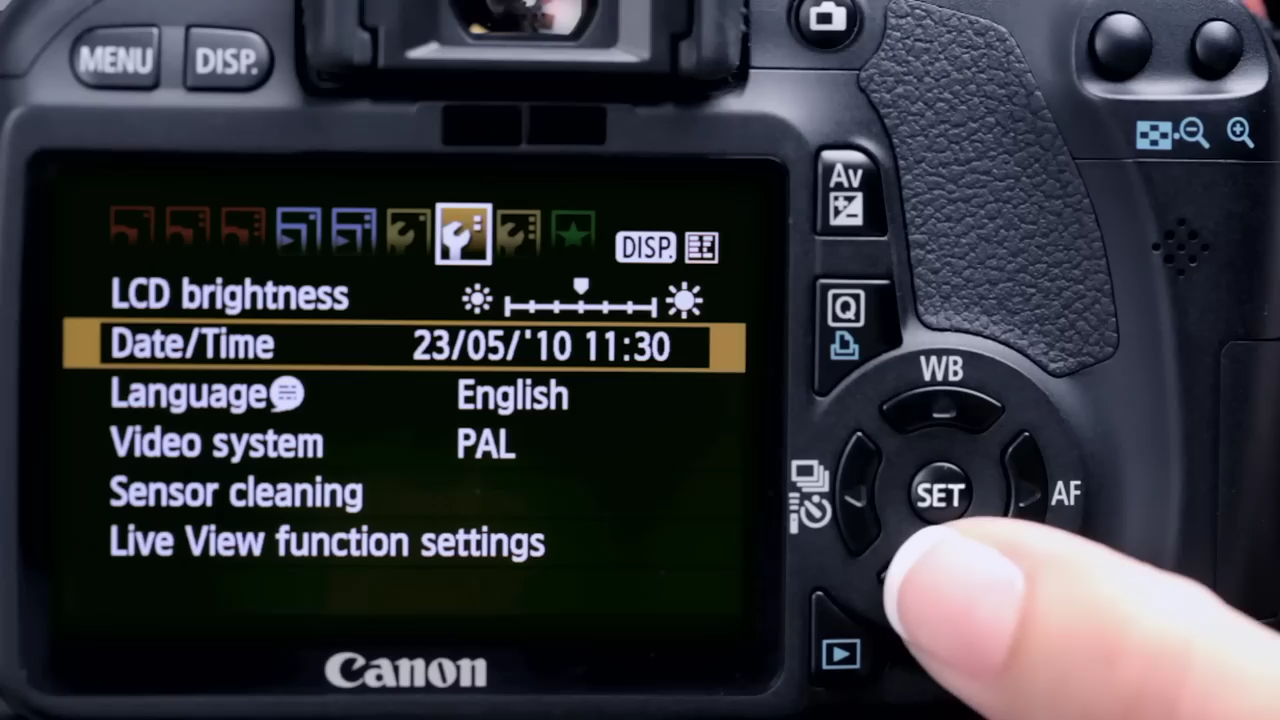 MENU DISP.
DISP.
LCD brightness
Date/Time 23/05/'10 11:30
Language English
Video system PAL
Sensor cleaning
Live View function settings
Canon
Av
Q
WB
SET
AF